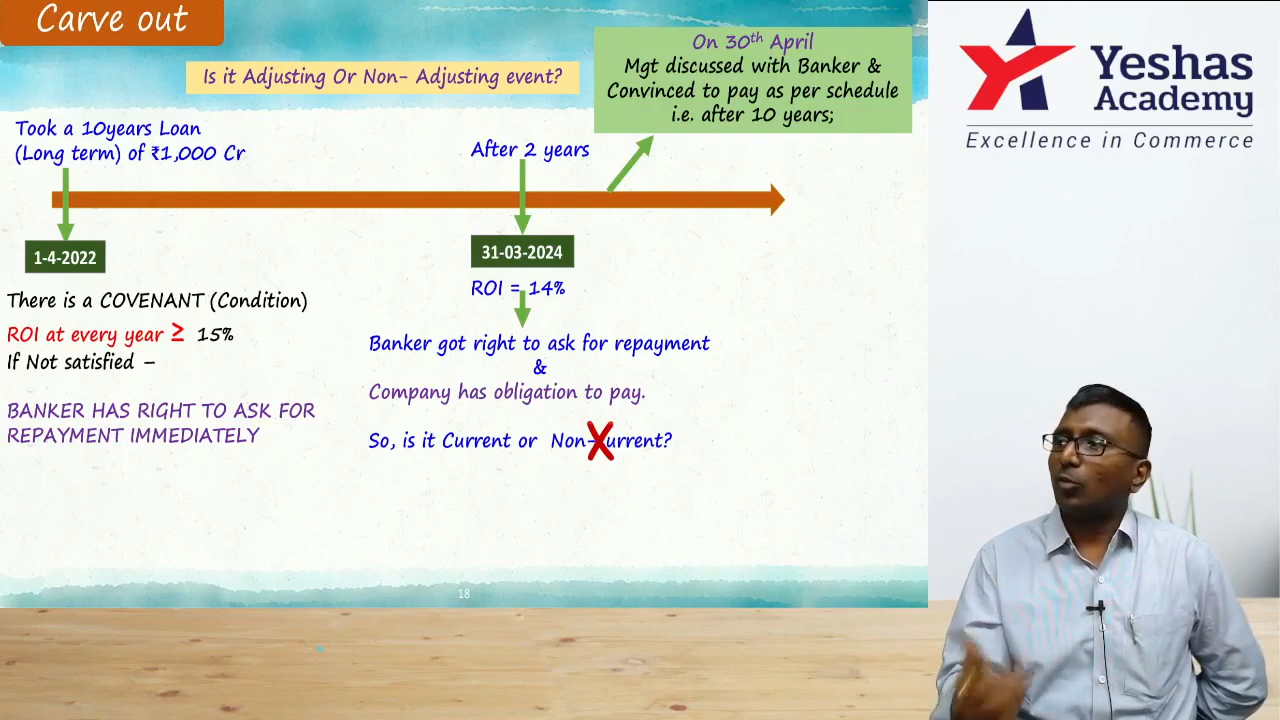 Carve out
Is it Adjusting Or Non- Adjusting event?
On 30th April
Mgt discussed with Banker &
Convinced to pay as per schedule
i.e. after 10 years;
Took a 10years Loan
(Long term) of ₹1,000 Cr
After 2 years
1-4-2022
31-03-2024
There is a COVENANT (Condition)
ROI at every year ≥ 15%
If Not satisfied –
BANKER HAS RIGHT TO ASK FOR
REPAYMENT IMMEDIATELY
ROI = 14%
Banker got right to ask for repayment
&
Company has obligation to pay.
So, is it Current or Non-Current?
18
Yeshas
Academy
Excellence in Commerce